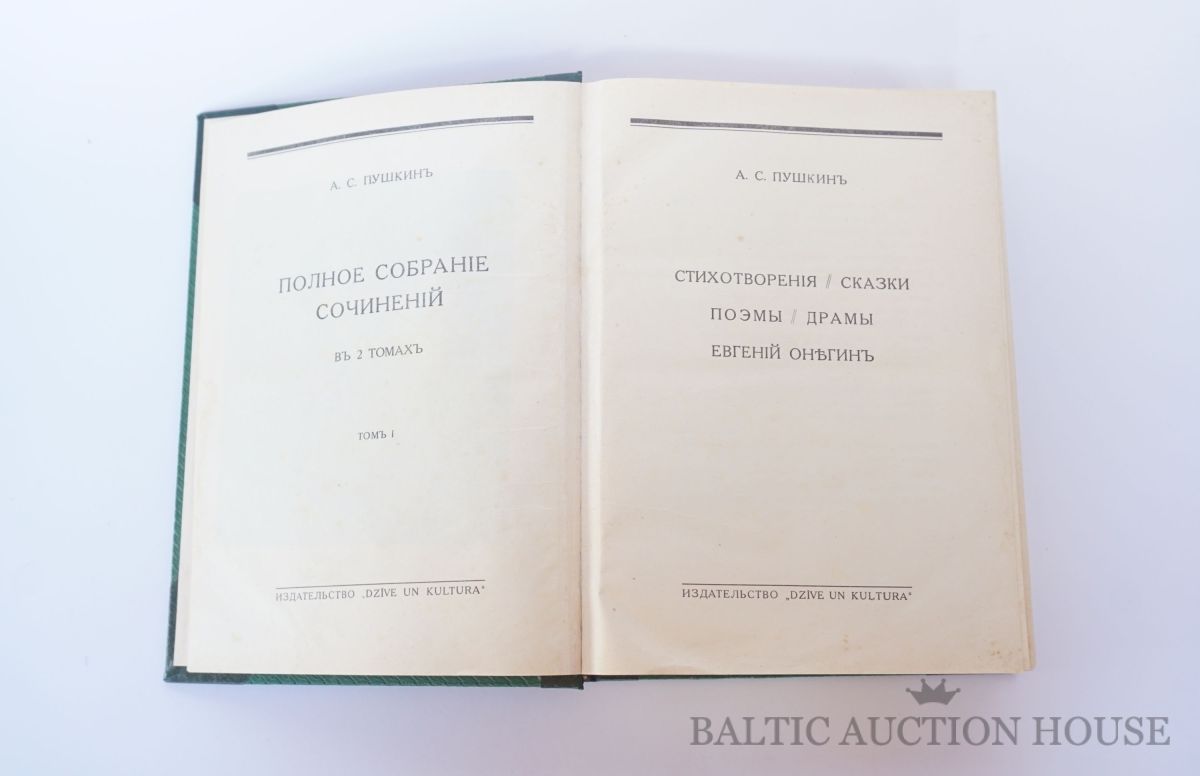 А. С. ПУШКИНЪ
ПОЛНОЕ СОБРАНІЕ
СОЧИНЕНІЙ
ВЪ 2 ТОМАХЪ
ТОМЪ I
ИЗДАТЕЛЬСТВО „DZĪVE UN KULTURA“
А. С. ПУШКИНЪ
СТИХОТВОРЕНІЯ // СКАЗКИ
ПОЭМЫ // ДРАМЫ
ЕВГЕНІЙ ОНѢГИНЪ
ИЗДАТЕЛЬСТВО „DZĪVE UN KULTURA“
BALTIC AUCTION HOUSE